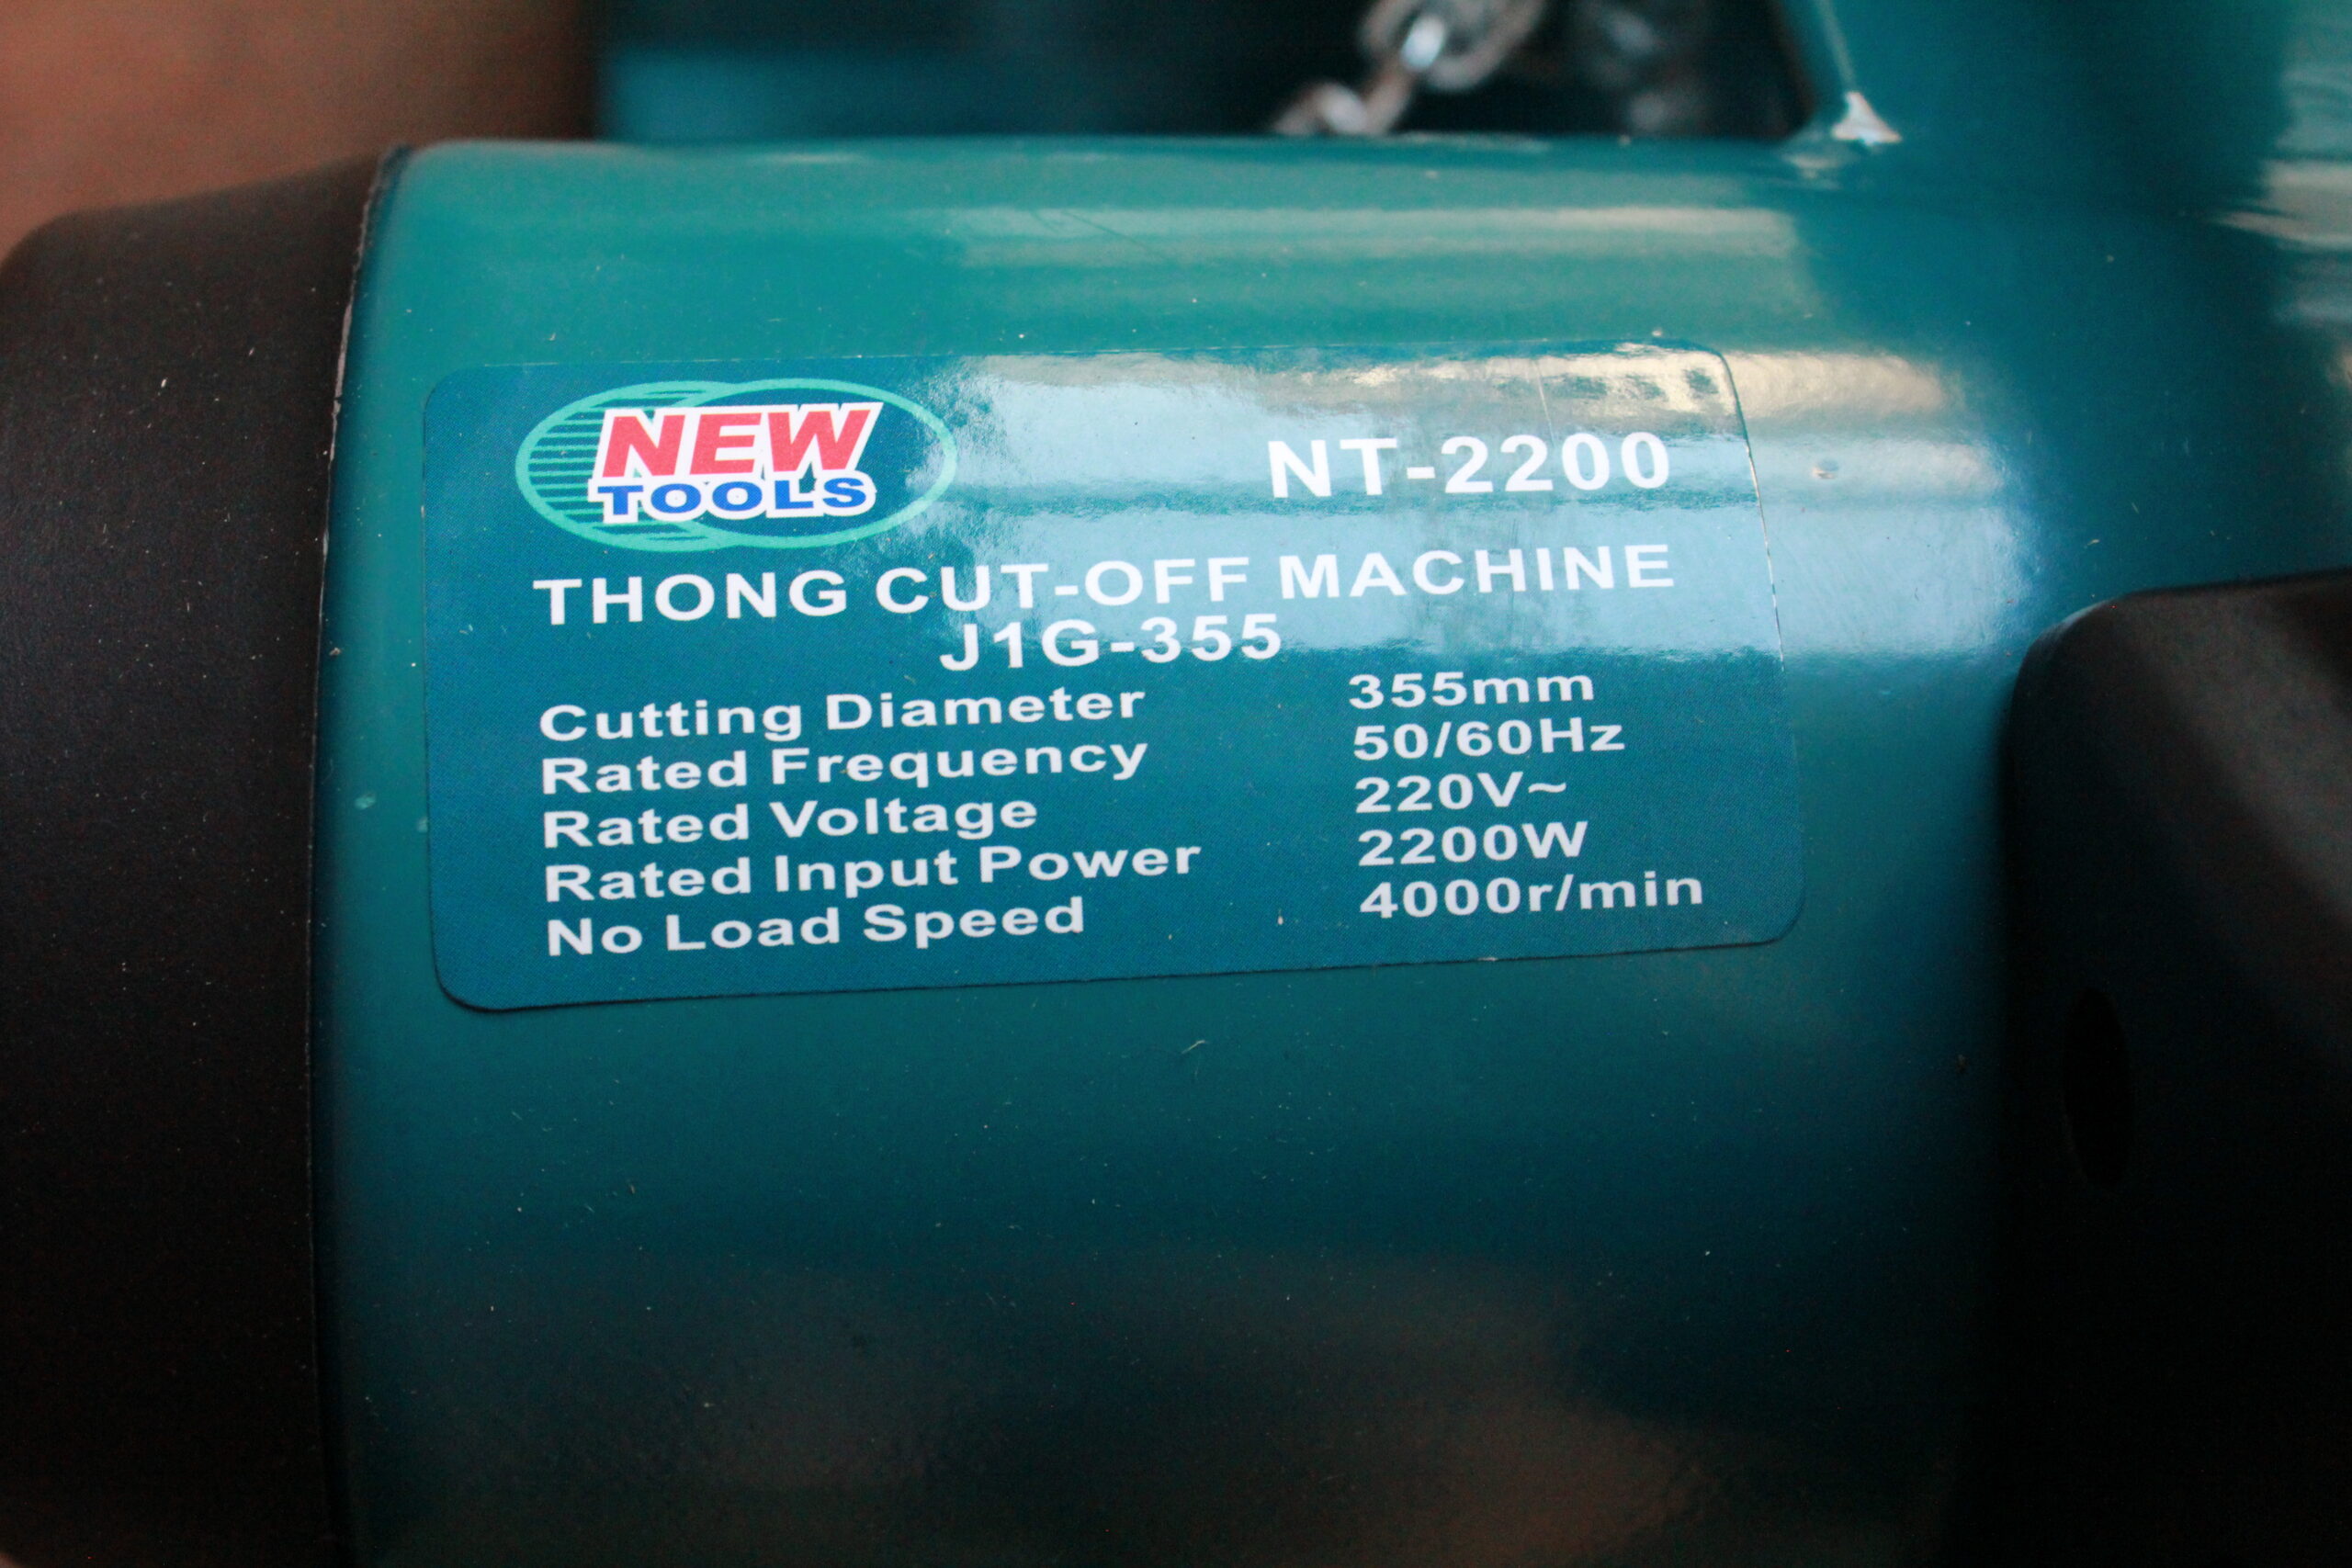 NEW
TOOLS
NT-2200
THONG CUT-OFF MACHINE
J1G-355
Cutting Diameter 355mm
Rated Frequency 50/60Hz
Rated Voltage 220V~
Rated Input Power 2200W
No Load Speed 4000r/min